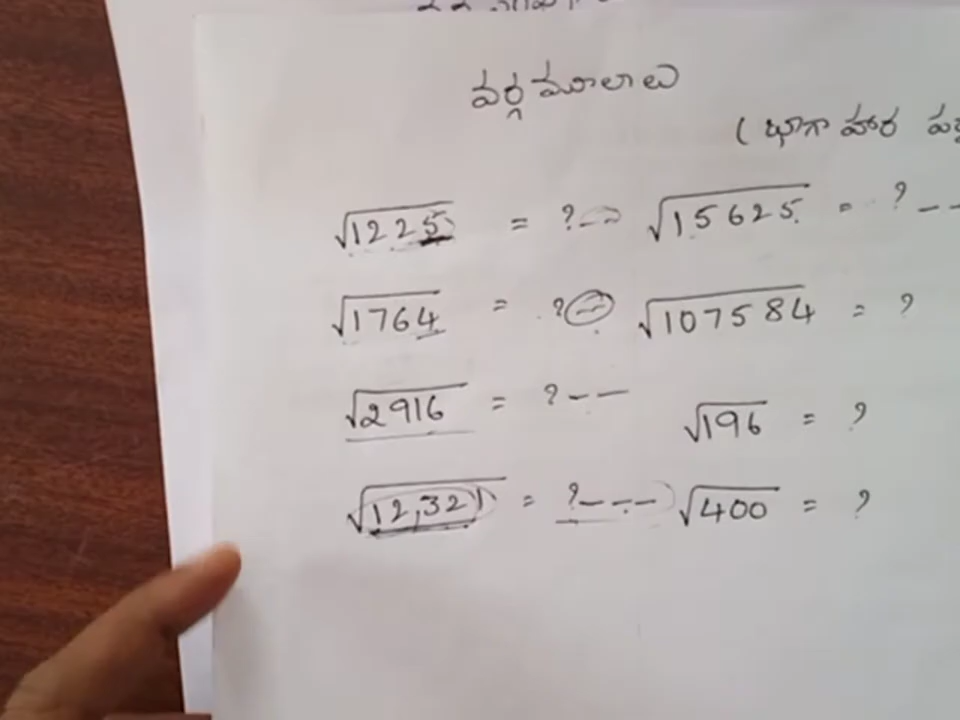 వర్గమూలాలు
( భాగాహార
√1225 = ? -- √15625 = ? --
√1764 = ? -- √107584 = ?
√2916 = ? -- √196 = ?
√12,321 = ? --- √400 = ?